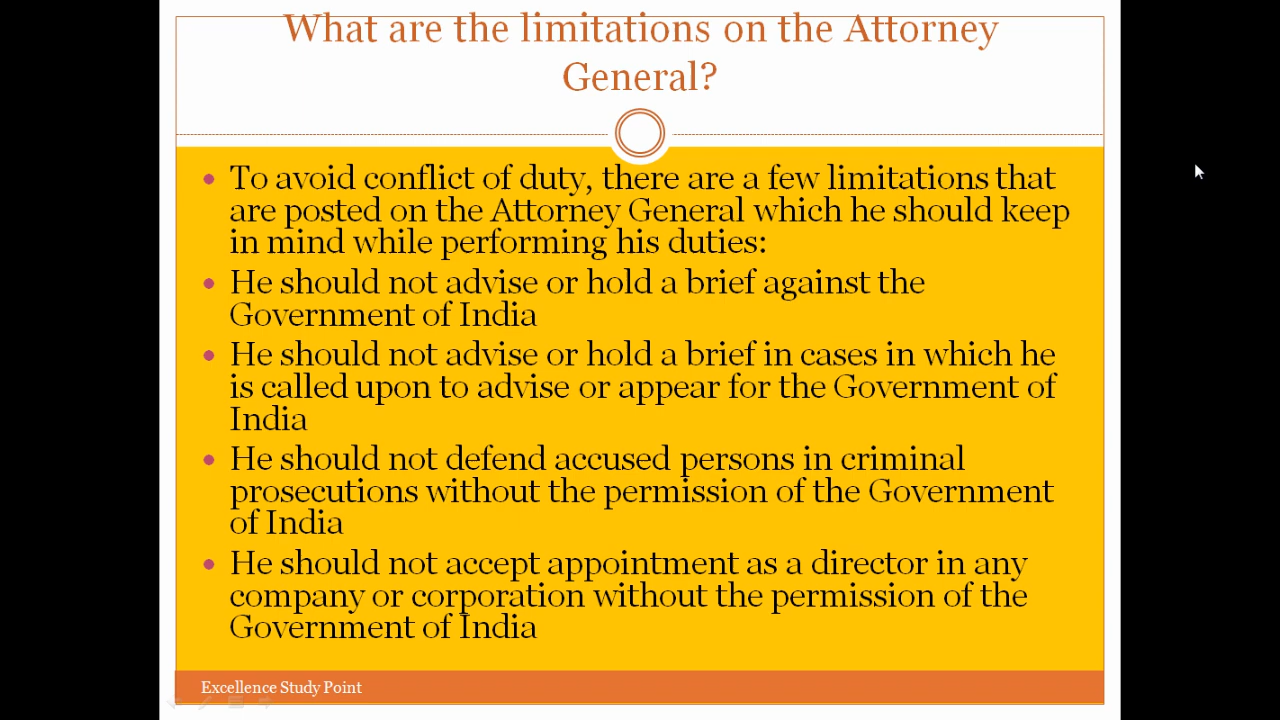 What are the limitations on the Attorney
General?
To avoid conflict of duty, there are a few limitations that
are posted on the Attorney General which he should keep
in mind while performing his duties:
He should not advise or hold a brief against the
Government of India
He should not advise or hold a brief in cases in which he
is called upon to advise or appear for the Government of
India
He should not defend accused persons in criminal
prosecutions without the permission of the Government
of India
He should not accept appointment as a director in any
company or corporation without the permission of the
Government of India
Excellence Study Point